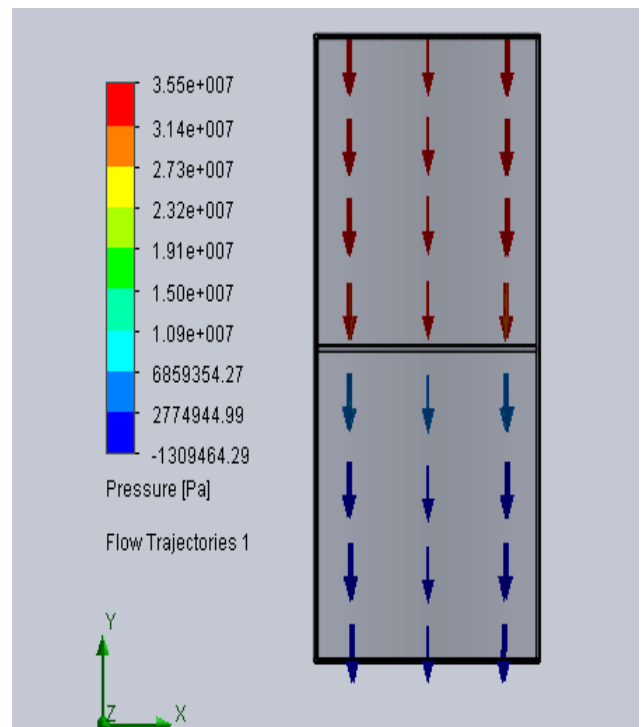 3.55e+007
3.14e+007
2.73e+007
2.32e+007
1.91e+007
1.50e+007
1.09e+007
6859354.27
2774944.99
-1309464.29
Pressure [Pa]
Flow Trajectories 1
Y
Z
X